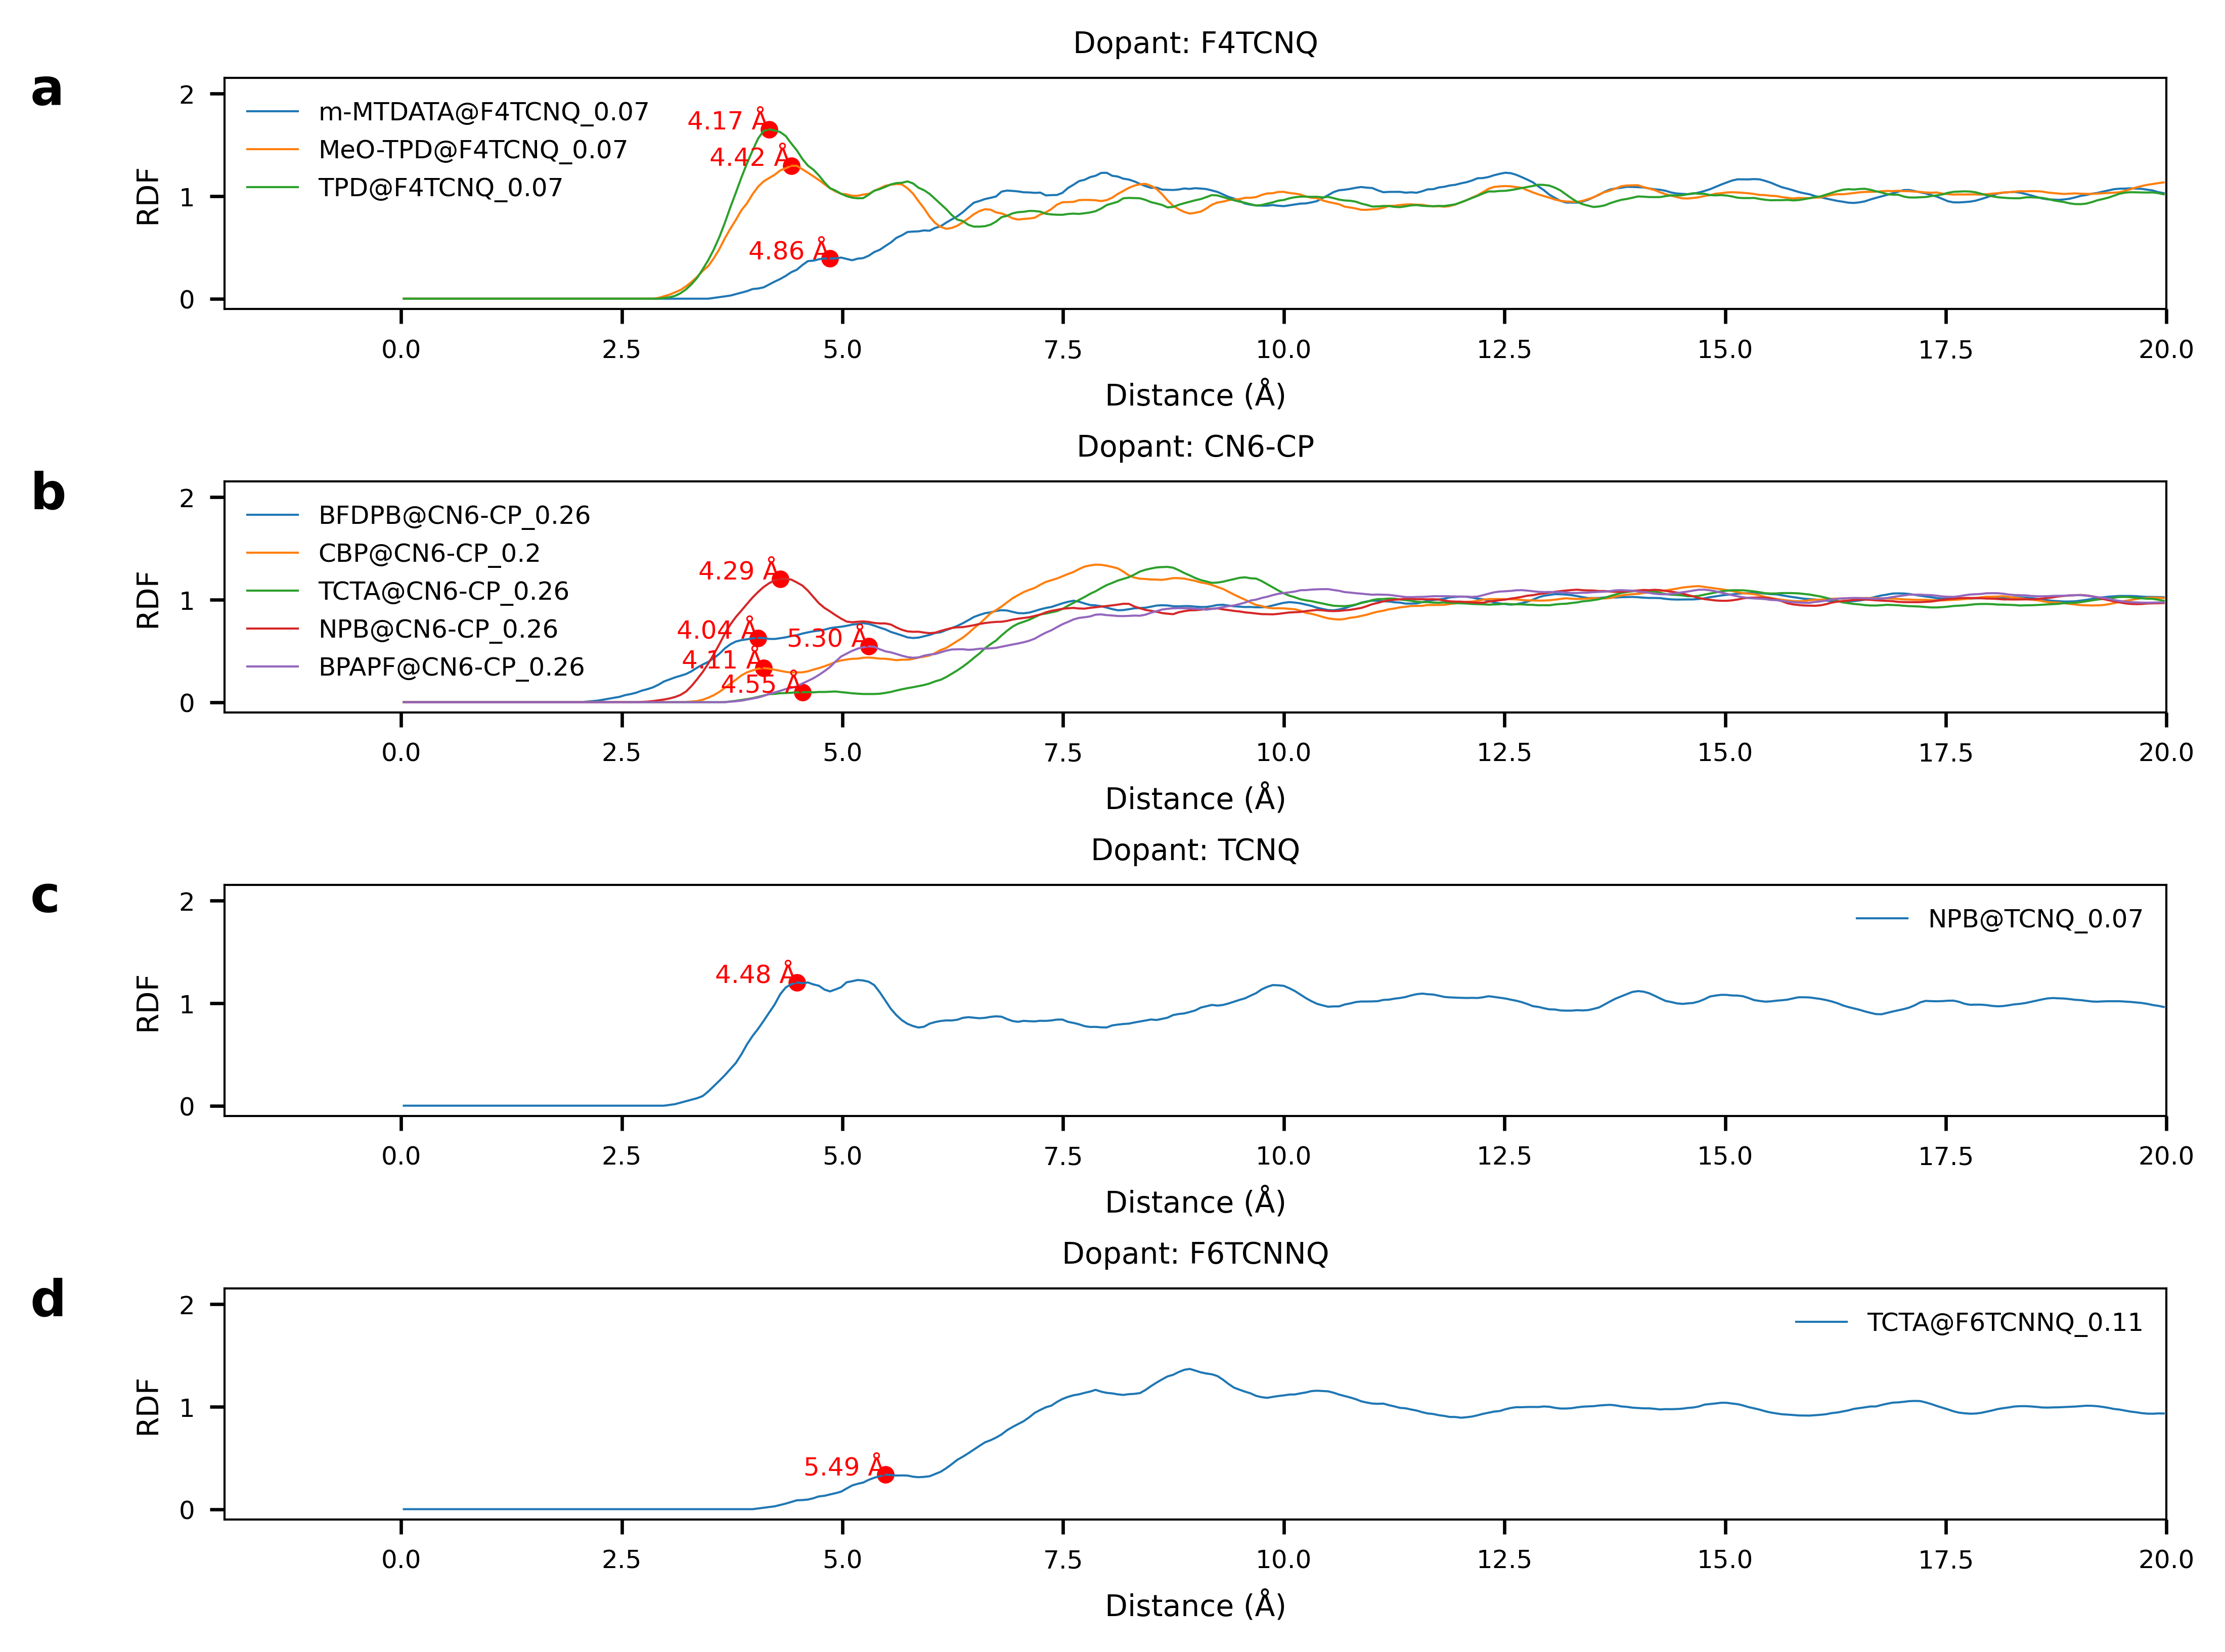 Dopant: F4TCNQ
a
m-MTDATA@F4TCNQ_0.07
MeO-TPD@F4TCNQ_0.07
TPD@F4TCNQ_0.07
4.17 Å
4.42 Å
4.86 Å
RDF
2
1
0
0.0 2.5 5.0 7.5 10.0 12.5 15.0 17.5 20.0
Distance (Å)
Dopant: CN6-CP
b
BFDPB@CN6-CP_0.26
CBP@CN6-CP_0.2
TCTA@CN6-CP_0.26
NPB@CN6-CP_0.26
BPAPF@CN6-CP_0.26
4.29 Å
4.04 Å
5.30 Å
4.11 Å
4.55 Å
RDF
2
1
0
0.0 2.5 5.0 7.5 10.0 12.5 15.0 17.5 20.0
Distance (Å)
Dopant: TCNQ
c
NPB@TCNQ_0.07
4.48 Å
RDF
2
1
0
0.0 2.5 5.0 7.5 10.0 12.5 15.0 17.5 20.0
Distance (Å)
Dopant: F6TCNNQ
d
TCTA@F6TCNNQ_0.11
5.49 Å
RDF
2
1
0
0.0 2.5 5.0 7.5 10.0 12.5 15.0 17.5 20.0
Distance (Å)